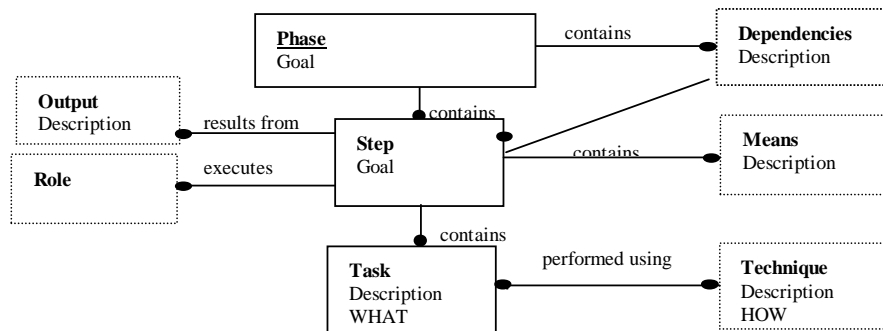 Phase
Goal
contains
Dependencies
Description
Output
Description
results from
contains
Step
Goal
contains
Means
Description
Role
executes
contains
Task
Description
WHAT
performed using
Technique
Description
HOW